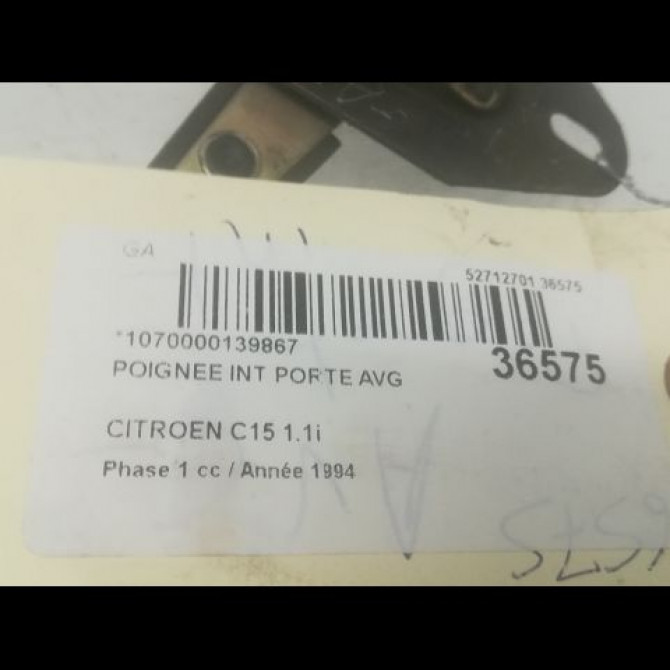 GA
52712701 36575
*1070000139867
36575
POIGNEE INT PORTE AVG
CITROEN C15 1.1i
Phase 1 cc / Année 1994